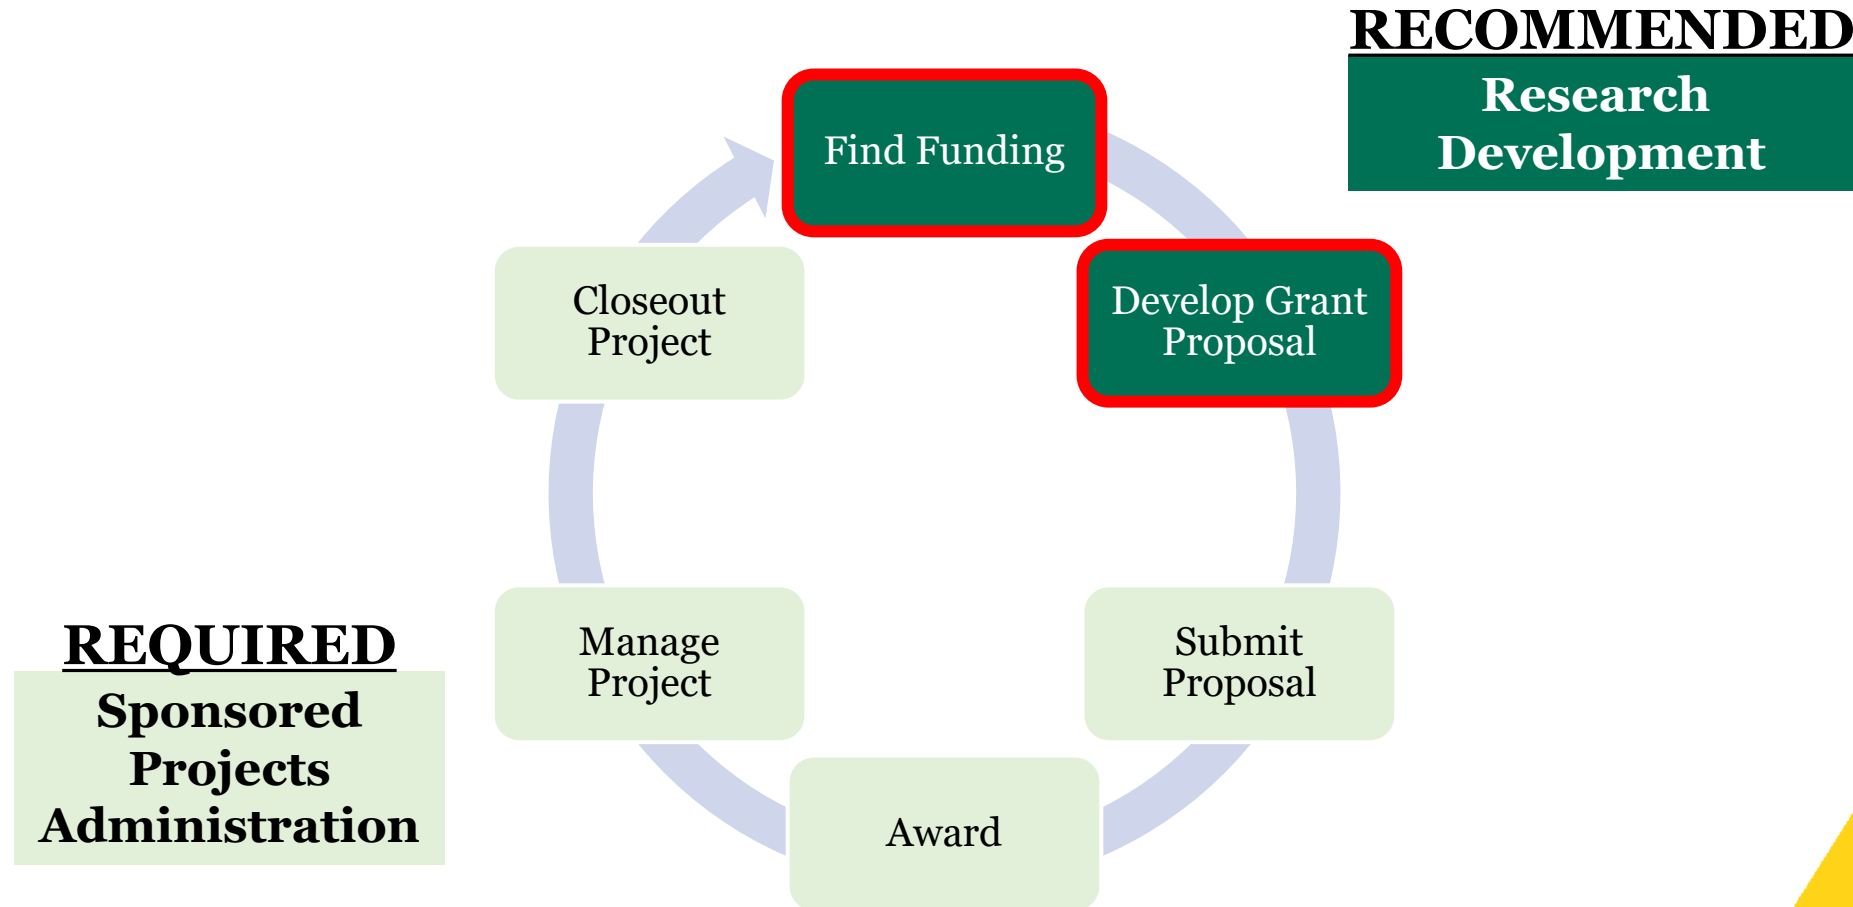 RECOMMENDED
Research
Development
Find Funding
Develop Grant
Proposal
Submit
Proposal
Award
Manage
Project
Closeout
Project
REQUIRED
Sponsored
Projects
Administration